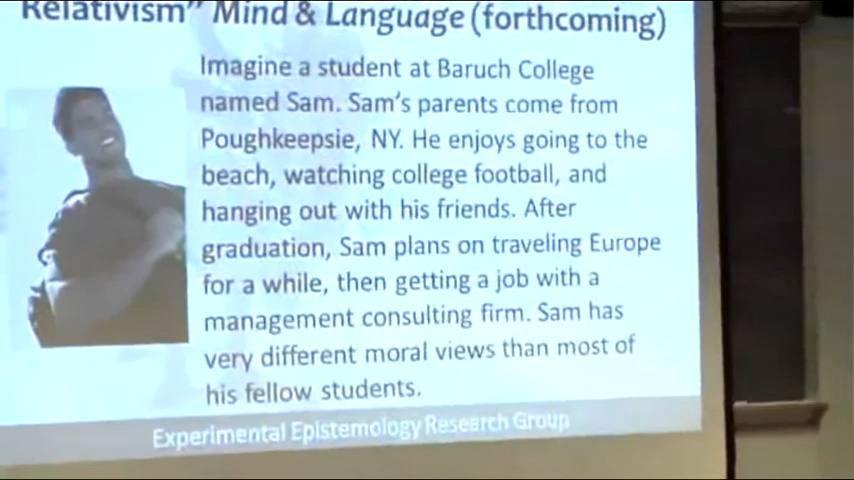 Relativism" Mind & Language (forthcoming)
Imagine a student at Baruch College
named Sam. Sam's parents come from
Poughkeepsie, NY. He enjoys going to the
beach, watching college football, and
hanging out with his friends. After
graduation, Sam plans on traveling Europe
for a while, then getting a job with a
management consulting firm. Sam has
very different moral views than most of
his fellow students.
Experimental Epistemology Research Group